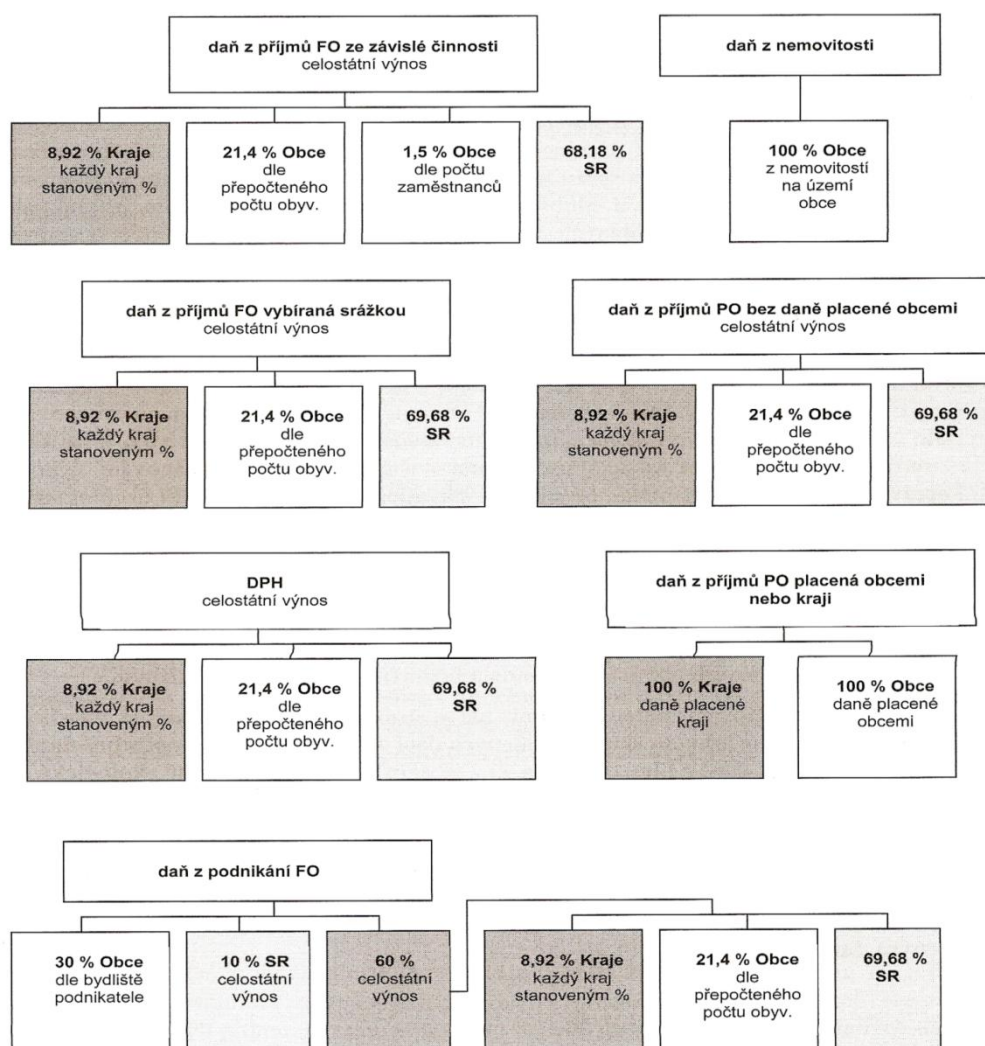 daň z příjmů FO ze závislé činnosti
celostátní výnos
8,92 % Kraje
každý kraj
stanoveným %
21,4 % Obce
dle
přepočteného
počtu obyv.
1,5% Obce
dle počtu
zaměstnanců
68,18 %
SR
daň z nemovitosti
100 % Obce
z nemovitostí
na území
obce
daň z příjmů FO vybíraná srážkou
celostátní výnos
8,92 % Kraje
každý kraj
stanoveným %
21,4 % Obce
dle
přepočteného
počtu obyv.
69,68 %
SR
daň z příjmů PO bez daně placené obcemi
celostátní výnos
8,92 % Kraje
každý kraj
stanoveným %
21,4 % Obce
dle
přepočteného
počtu obyv.
69,68 %
SR
DPH
celostátní výnos
8,92 % Kraje
každý kraj
stanoveným %
21,4 % Obce
dle
přepočteného
počtu obyv.
69,68 %
SR
daň z příjmů PO placená obcemi
nebo kraji
100 % Kraje
daně placené
kraji
100 % Obce
daně placené
obcemi
daň z podnikání FO
30 % Obce
dle bydliště
podnikatele
10 % SR
celostátní
výnos
60 %
celostátní
výnos
8,92 % Kraje
každý kraj
stanoveným %
21,4 % Obce
dle
přepočteného
počtu obyv.
69,68 %
SR